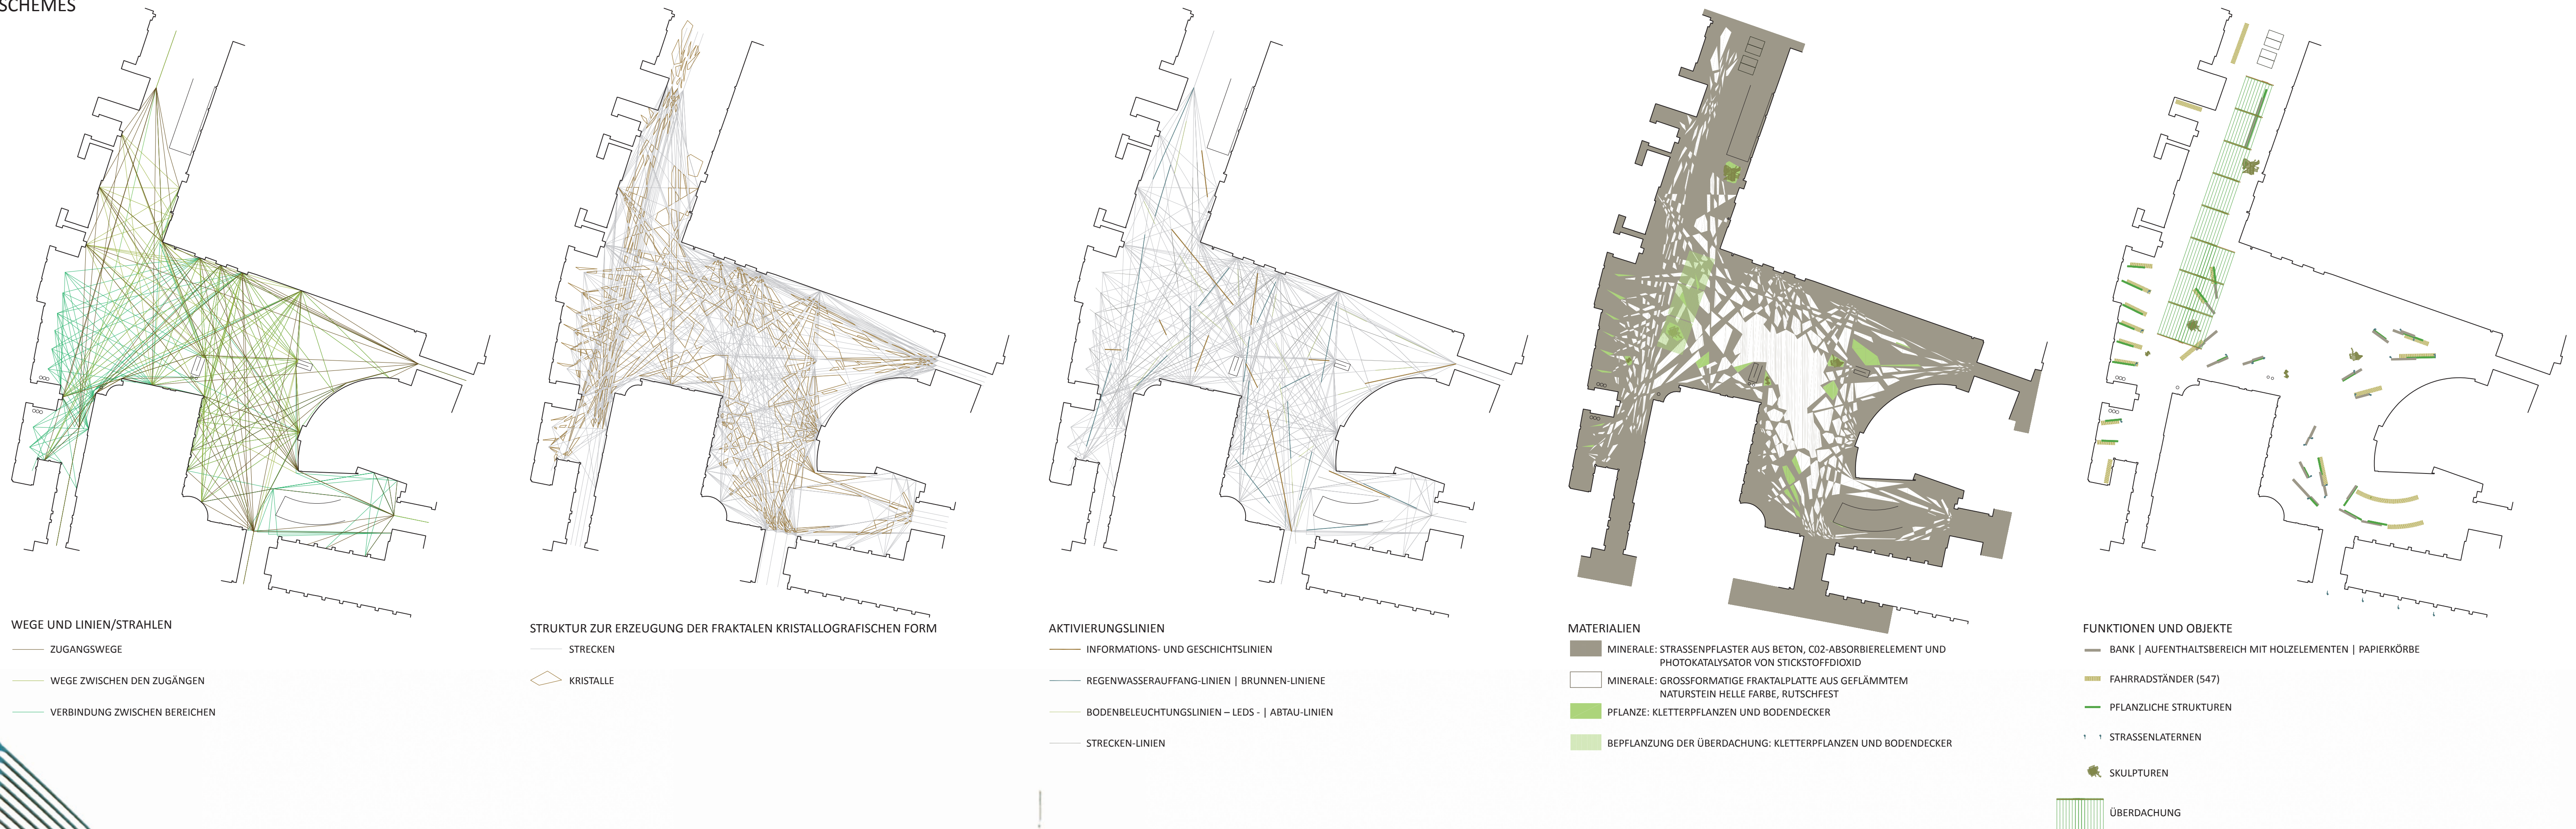 SCHEMES
WEGE UND LINIEN/STRAHLEN
ZUGANGSWEGE
WEGE ZWISCHEN DEN ZUGÄNGEN
VERBINDUNG ZWISCHEN BEREICHEN
STRUKTUR ZUR ERZEUGUNG DER FRAKTALEN KRISTALLOGRAFISCHEN FORM
STRECKEN
KRISTALLE
AKTIVIERUNGSLINIEN
INFORMATIONS- UND GESCHICHTSLINIEN
REGENWASSERAUFFANG-LINIEN | BRUNNEN-LINIENE
BODENBELEUCHTUNGSLINIEN – LEDS - | ABTAU-LINIEN
STRECKEN-LINIEN
MATERIALIEN
MINERALE: STRASSENPFLASTER AUS BETON, C02-ABSORBIERELEMENT UND
PHOTOKATALYSATOR VON STICKSTOFFDIOXID
MINERALE: GROSSFORMATIGE FRAKTALPLATTE AUS GEFLÄMMTEM
NATURSTEIN HELLE FARBE, RUTSCHFEST
PFLANZE: KLETTERPFLANZEN UND BODENDECKER
BEPFLANZUNG DER ÜBERDACHUNG: KLETTERPFLANZEN UND BODENDECKER
FUNKTIONEN UND OBJEKTE
BANK | AUFENTHALTSBEREICH MIT HOLZELEMENTEN | PAPIERKÖRBE
FAHRRADSTÄNDER (547)
PFLANZLICHE STRUKTUREN
STRASSENLATERNEN
SKULPTUREN
ÜBERDACHUNG